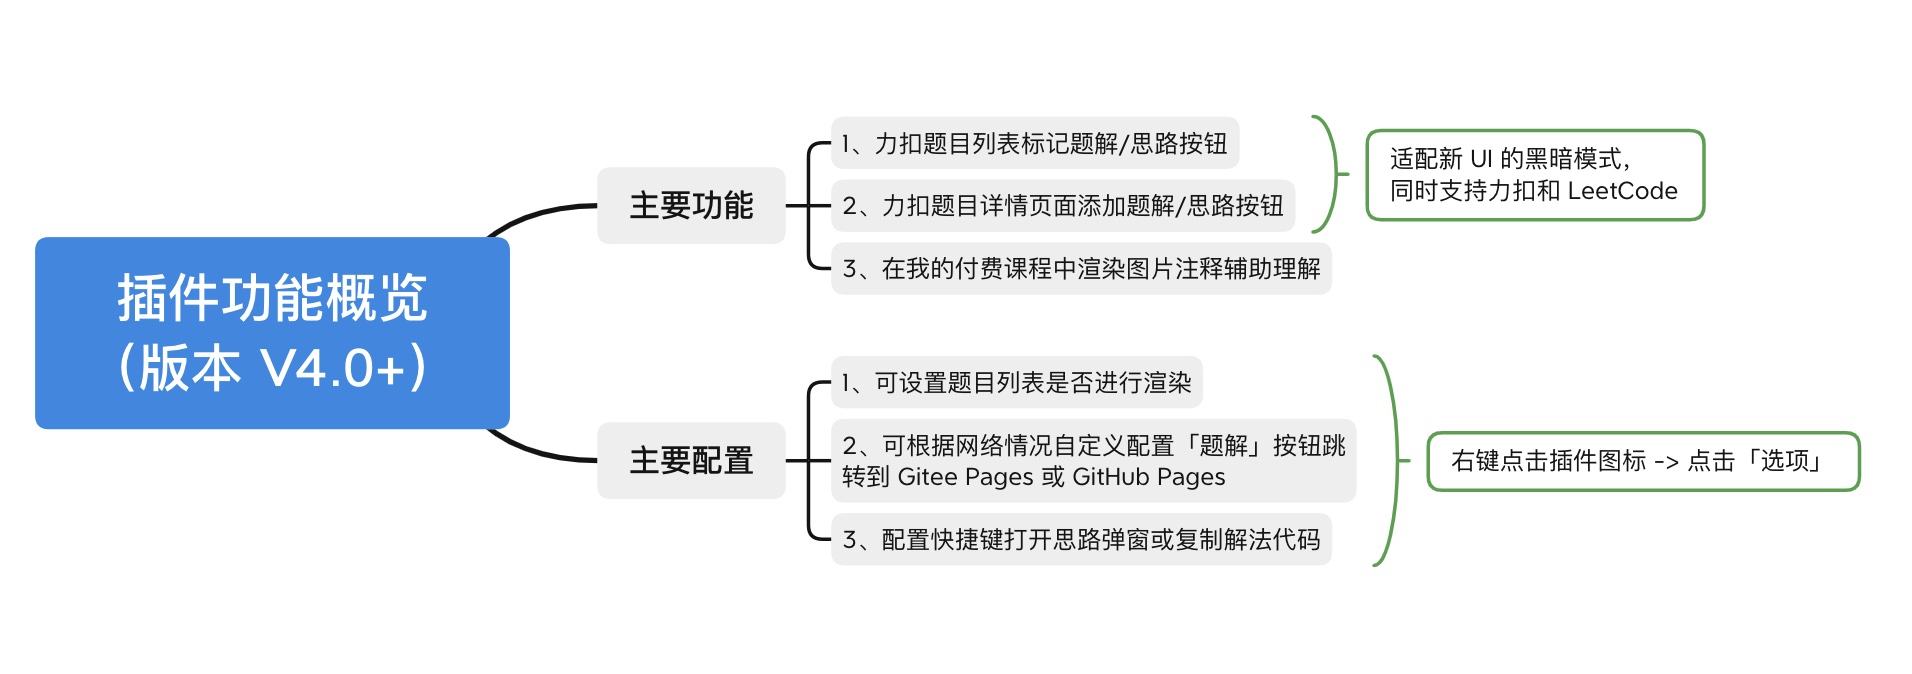 插件功能概览
（版本 V4.0+）
主要功能
1、力扣题目列表标记题解/思路按钮
2、力扣题目详情页面添加题解/思路按钮
3、在我的付费课程中渲染图片注释辅助理解
适配新 UI 的黑暗模式，
同时支持力扣和 LeetCode
主要配置
1、可设置题目列表是否进行渲染
2、可根据网络情况自定义配置「题解」按钮跳
转到 Gitee Pages 或 GitHub Pages
3、配置快捷键打开思路弹窗或复制解法代码
右键点击插件图标 -> 点击「选项」